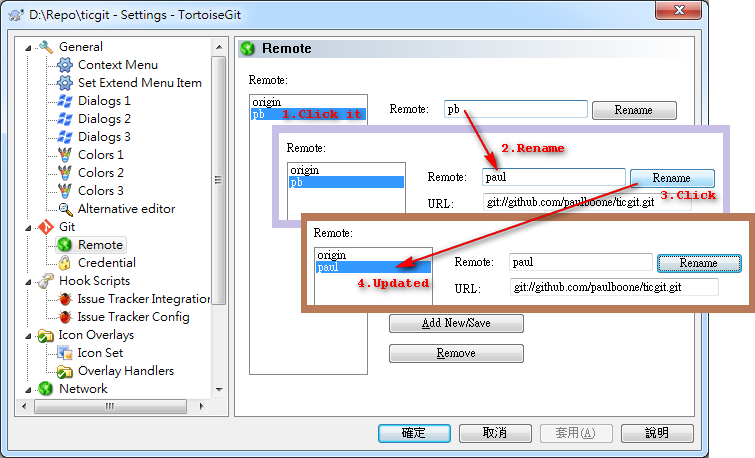 D:\Repo\ticgit - Settings - TortoiseGit
General
Context Menu
Set Extend Menu Item
Dialogs 1
Dialogs 2
Dialogs 3
Colors 1
Colors 2
Colors 3
Alternative editor
Git
Remote
Credential
Hook Scripts
Issue Tracker Integration
Issue Tracker Config
Icon Overlays
Icon Set
Overlay Handlers
Network
Remote
Remote:
origin
pb
1.Click it
Remote:
pb
Rename
Remote:
origin
pb
2.Rename
Remote:
paul
Rename
3.Click
URL:
git://github.com/paulboone/ticgit.git
Remote:
origin
paul
4.Updated
Remote:
paul
Rename
URL:
git://github.com/paulboone/ticgit.git
Add New/Save
Remove
確定
取消
套用(A)
說明